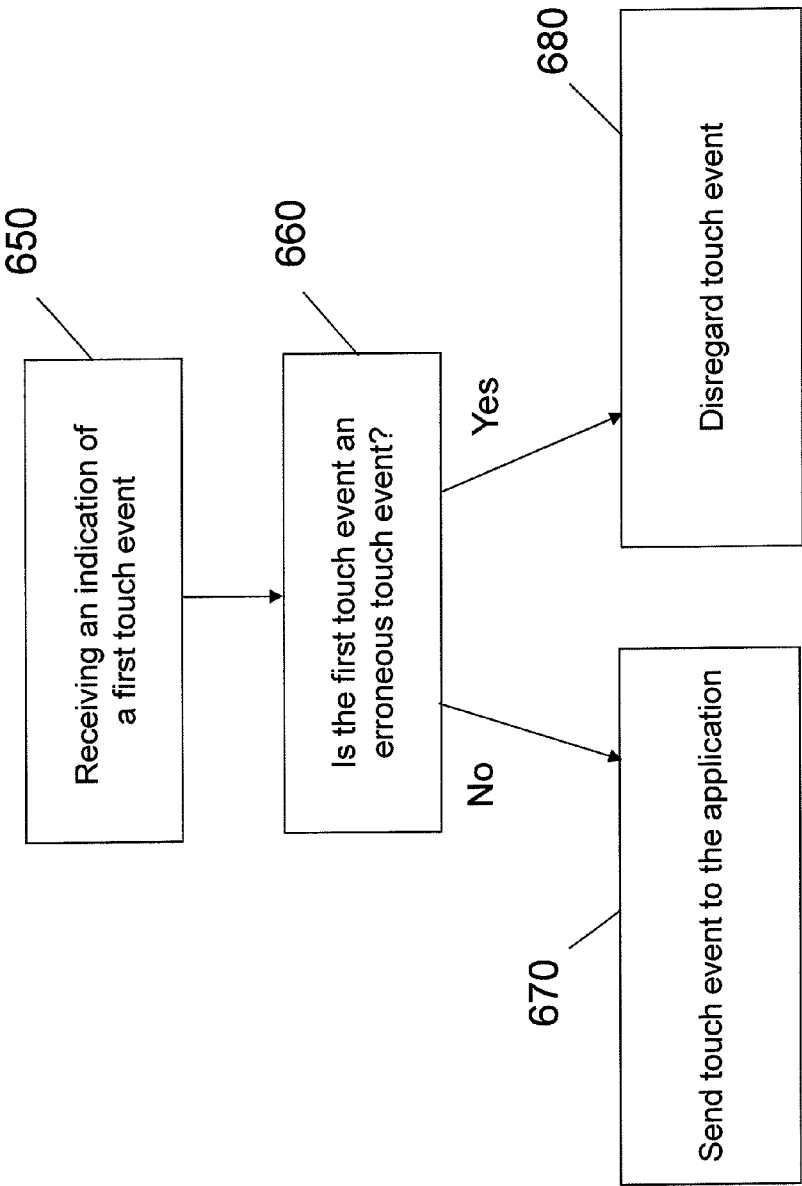 650
Receiving an indication of
a first touch event
660
Is the first touch event an
erroneous touch event?
No
Yes
670
Send touch event to the application
680
Disregard touch event